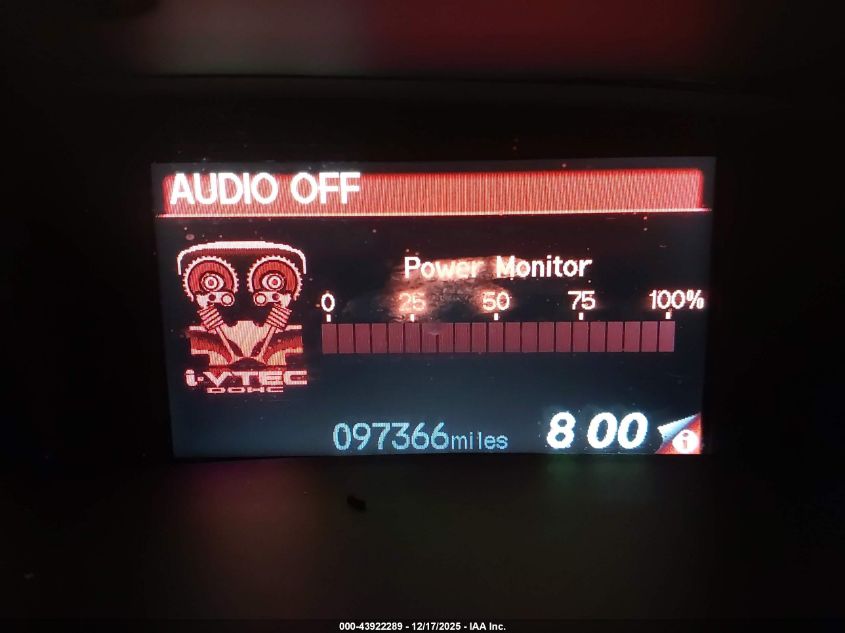 AUDIO OFF
Power Monitor
0 25 50 75 100%
i-VTEC
DOHC
097366miles 8 00
i
000-43922289 - 12/17/2025 - IAA Inc.